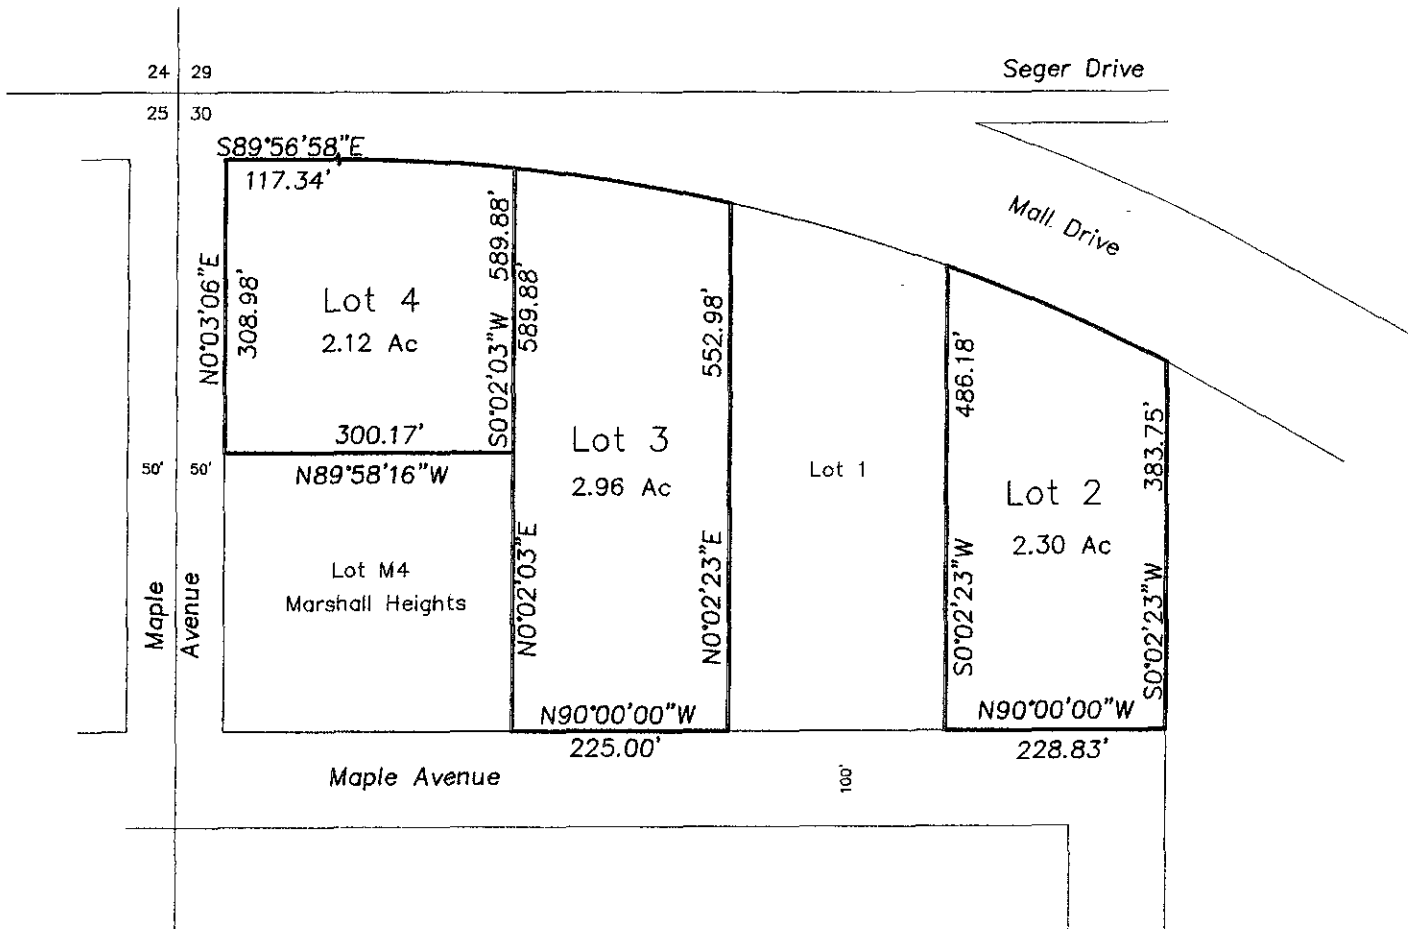 24 29
Seger Drive
25 30
S89°56'58"E
117.34'
Mall Drive
N0°03'06"E
308.98'
Lot 4
2.12 Ac
S0°02'03"W 589.88'
589.88'
552.98'
486.18'
383.75'
300.17'
N89°58'16"W
50' 50'
Lot 3
2.96 Ac
Lot 1
Lot 2
2.30 Ac
Lot M4
Marshall Heights
Maple
Avenue
N0°02'03"E
N0°02'23"E
S0°02'23"W
S0°02'23"W
N90°00'00"W
225.00'
N90°00'00"W
228.83'
Maple Avenue
100'